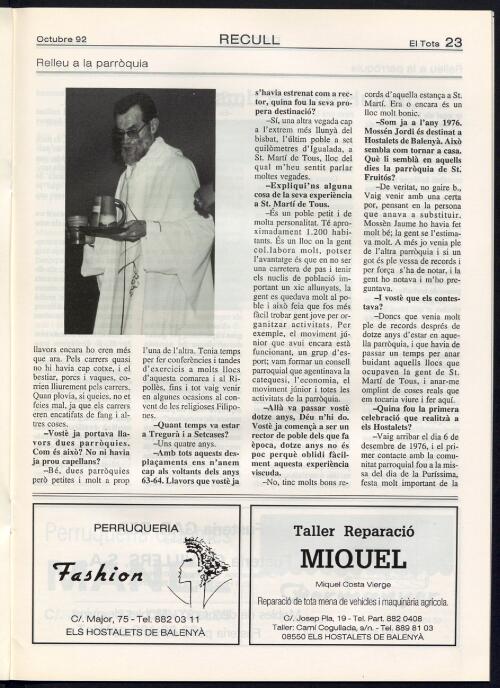 Octubre 92
RECULL
El Tots 23
Relleu a la parròquia
llavors encara ho eren més
que ara. Pels carrers quasi
no hi havia cap cotxe, i el
bestiar, porcs i vaques, co-
rrien lliurement pels carrers.
Quan plovia, si queies, no et
feies mal, ja que els carrers
eren encatifats de fang i al-
tres coses.
–Vostè ja portava lla-
vors dues parròquies.
Com és això? No ni havia
ja prou capellans?
–Bé, dues parròquies
però petites i molt a prop
l'una de l'altra. Tenia temps
per fer conferències i tandes
d'exercicis a molts llocs
d'aquesta comarca i al Ri-
pollès, fins i tot vaig venir
en algunes ocasions al con-
vent de les religioses Filipo-
nes.
–Quant temps va estar
a Tregurà i a Setcases?
–Uns quatre anys.
–Amb tots aquests des-
plaçaments ens n'anem
cap als voltants dels anys
63-64. Llavors que vostè ja
s'havia estrenat com a rec-
tor, quina fou la seva pro-
pera destinació?
–Sí, una altra vegada cap
a l'extrem més llunyà del
bisbat, l'últim poble a set
quilòmetres d'Igualada, a
St. Martí de Tous, lloc del
qual m'heu sentit parlar
moltes vegades.
–Expliqui'ns alguna
cosa de la seva experiència
a St. Martí de Tous.
–És un poble petit i de
molta personalitat. Té apro-
ximadament 1.200 habi-
tants. És un lloc on la gent
col.labora molt, potser
l'avantatge és que en no ser
una carretera de pas i tenir
els nuclis de població im-
portant un xic allunyats, la
gent es quedava molt al po-
ble i això feia que fos més
fàcil trobar gent jove per or-
ganitzar activitats. Per
exemple, el moviment jú-
nior que avui encara està
funcionant, un grup d'es-
port; vam formar un consell
parroquial que agentinava la
catequesi, l'economia, el
moviment júnior i totes les
activitats de la parròquia.
–Allà va passar vostè
dotze anys, Déu n'hi do.
Vostè ja començà a ser un
rector de poble des que fa
època, dotze anys no és
poc perquè oblidi fàcil-
ment aquesta experiència
viscuda.
–No, tinc molts bons re-
cords d'aquella estança a St.
Martí. Era o encara és un
lloc molt bonic.
–Som ja a l'any 1976.
Mossén Jordi és destinat a
Hostalets de Balenyà. Això
sembla com tornar a casa.
Què li semblà en aquells
dies la parròquia de St.
Fruitós?
–De veritat, no gaire b.,
Vaig venir amb una certa
por, pensant en la persona
que anava a substituir.
Mossèn Jaume ho havia fet
molt bé; la gent se l'estima-
va molt. A més jo venia ple
de l'altra parròquia i si un
got és ple vessa de records i
per força s'ha de notar, i la
gent ho notava i m'ho pre-
guntava.
–I vostè que els contes-
tava?
–Doncs que venia molt
ple de records després de
dotze anys d'estar en aque-
lla parròquia, i que havia de
passar un temps per anar
buidant aquells llocs que
ocupaven la gent de St.
Martí de Tous, i anar-me
omplint de coses reals que
em tocaria viure i fer aquí.
–Quina fou la primera
celebració que realitzà a
els Hostalets?
–Vaig arribar el dia 6 de
desembre de 1976, i el pri-
mer contacte amb la comu-
nitat parroquial fou a la mis-
sa del dia de la Puríssima,
festa molt important de la
PERRUQUERIA
Fashion
C/. Major, 75 - Tel. 882 03 11
ELS HOSTALETS DE BALENYÀ
Taller Reparació
MIQUEL
Miquel Costa Vierge
Reparació de tota mena de vehicles i maquinària agrícola.
C/. Josep Pla, 19 - Tel. Part. 882 0408
Taller: Camí Cogullada, s/n. - Tel. 889 81 03
08550 ELS HOSTALETS DE BALENYÀ